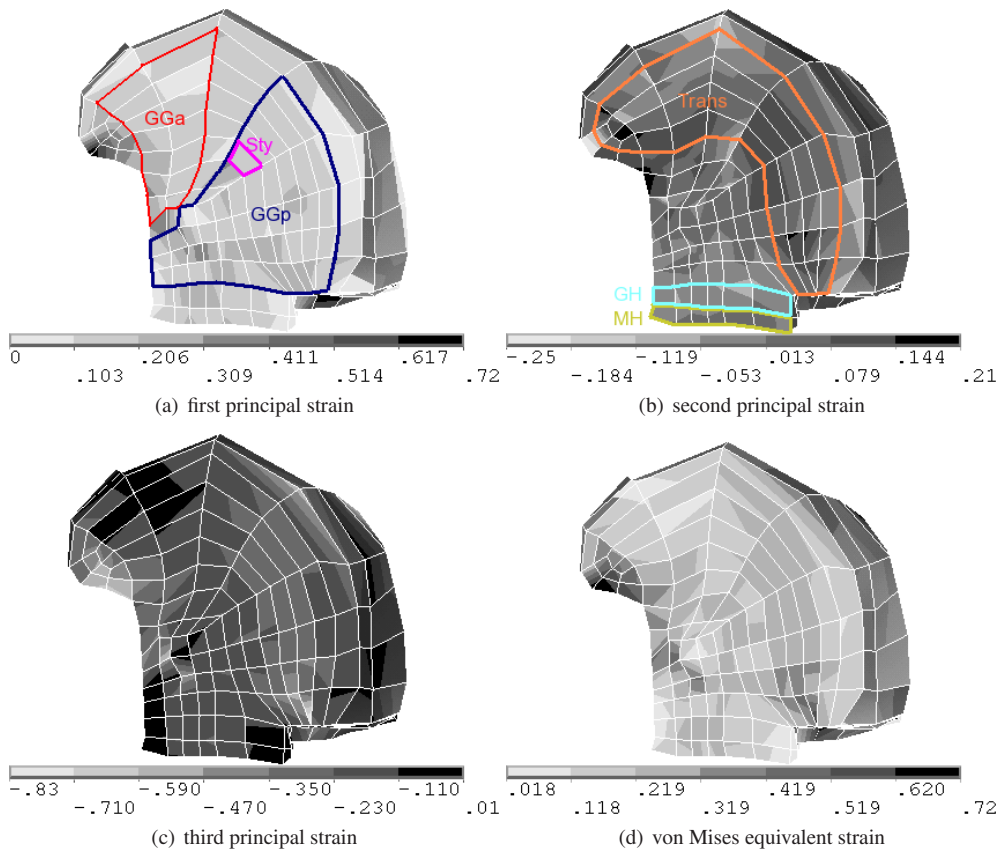 GGa
Sty
GGp
Trans
GH
MH
0 .206 .411 .617
.103 .309 .514 .72
-.25 -.119 .013 .144
-.184 -.053 .079 .21
(a) first principal strain
(b) second principal strain
-.83 -.590 -.350 -.110
-.710 -.470 -.230 .01
.018 .219 .419 .620
.118 .319 .519 .72
(c) third principal strain
(d) von Mises equivalent strain